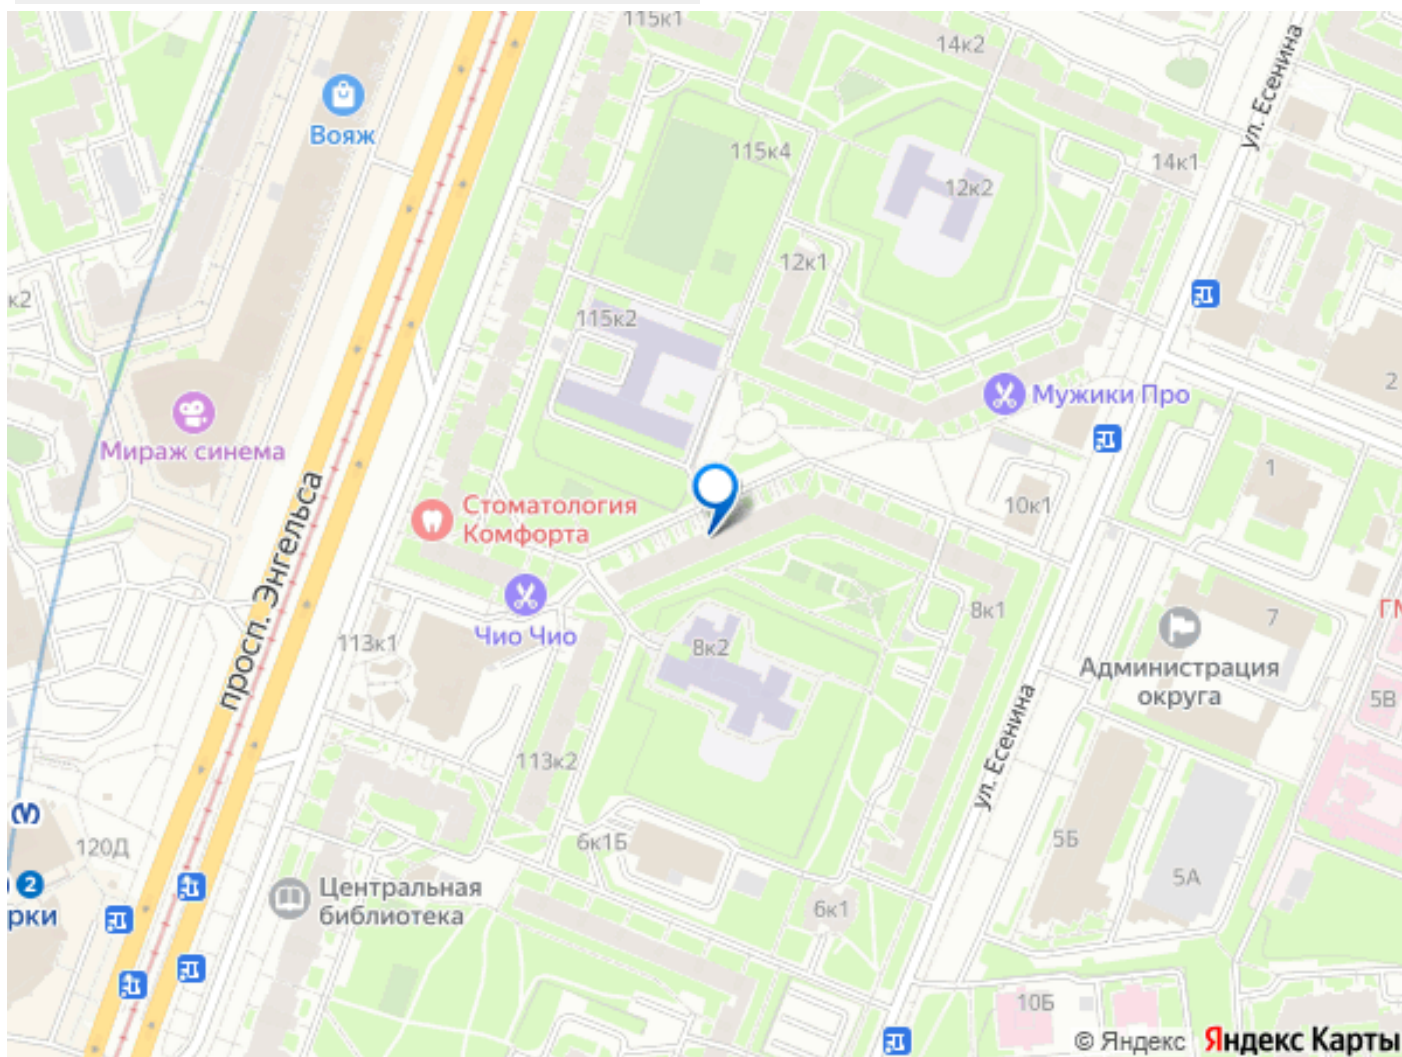 115к1
14к2
ул. Есенина
Вояж
115к4
14к1
12к2
12к1
к2
115к2
2
Мужики Про
Мираж синема
1
10к1
Стоматология
Комфорта
просп. Энгельса
8к1
7
ГМ
Чио Чио
113к1
8к2
Администрация
округа
5В
ул. Есенина
113к2
120Д
6к1Б
5Б
5А
2
рки
Центральная
библиотека
6к1
10Б
© Яндекс Яндекс Карты